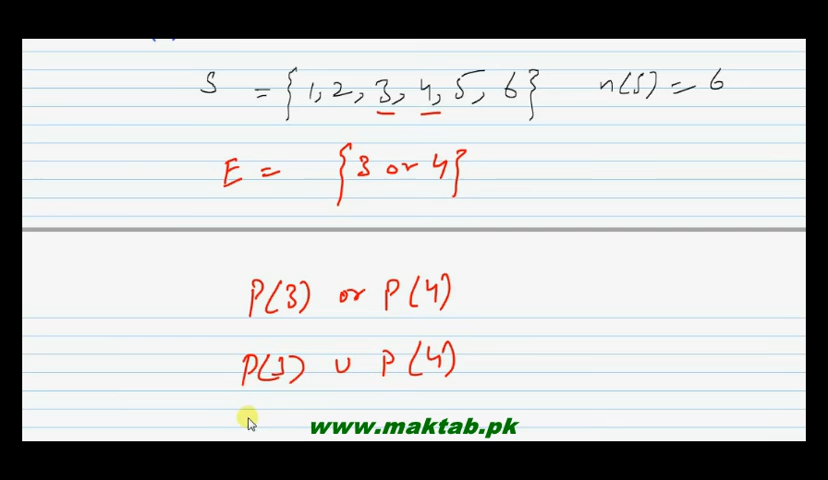 S = {1, 2, 3, 4, 5, 6} n(S) = 6
E = {3 or 4}
P(3) or P(4)
P(3) ∪ P(4)
www.maktab.pk